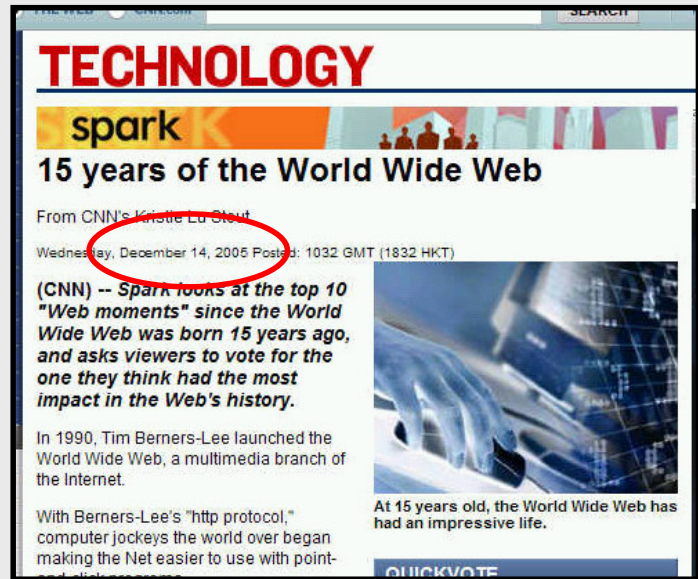 THE WEB CNN.com SEARCH
TECHNOLOGY
spark
15 years of the World Wide Web
From CNN's Kristie Lu Stout
Wednesday, December 14, 2005 Posted: 1032 GMT (1832 HKT)
(CNN) -- Spark looks at the top 10
"Web moments" since the World
Wide Web was born 15 years ago,
and asks viewers to vote for the
one they think had the most
impact in the Web's history.
In 1990, Tim Berners-Lee launched the
World Wide Web, a multimedia branch of
the Internet.
With Berners-Lee's "http protocol,"
computer jockeys the world over began
making the Net easier to use with point-
and-click programs
At 15 years old, the World Wide Web has
had an impressive life.
QUICKVOTE